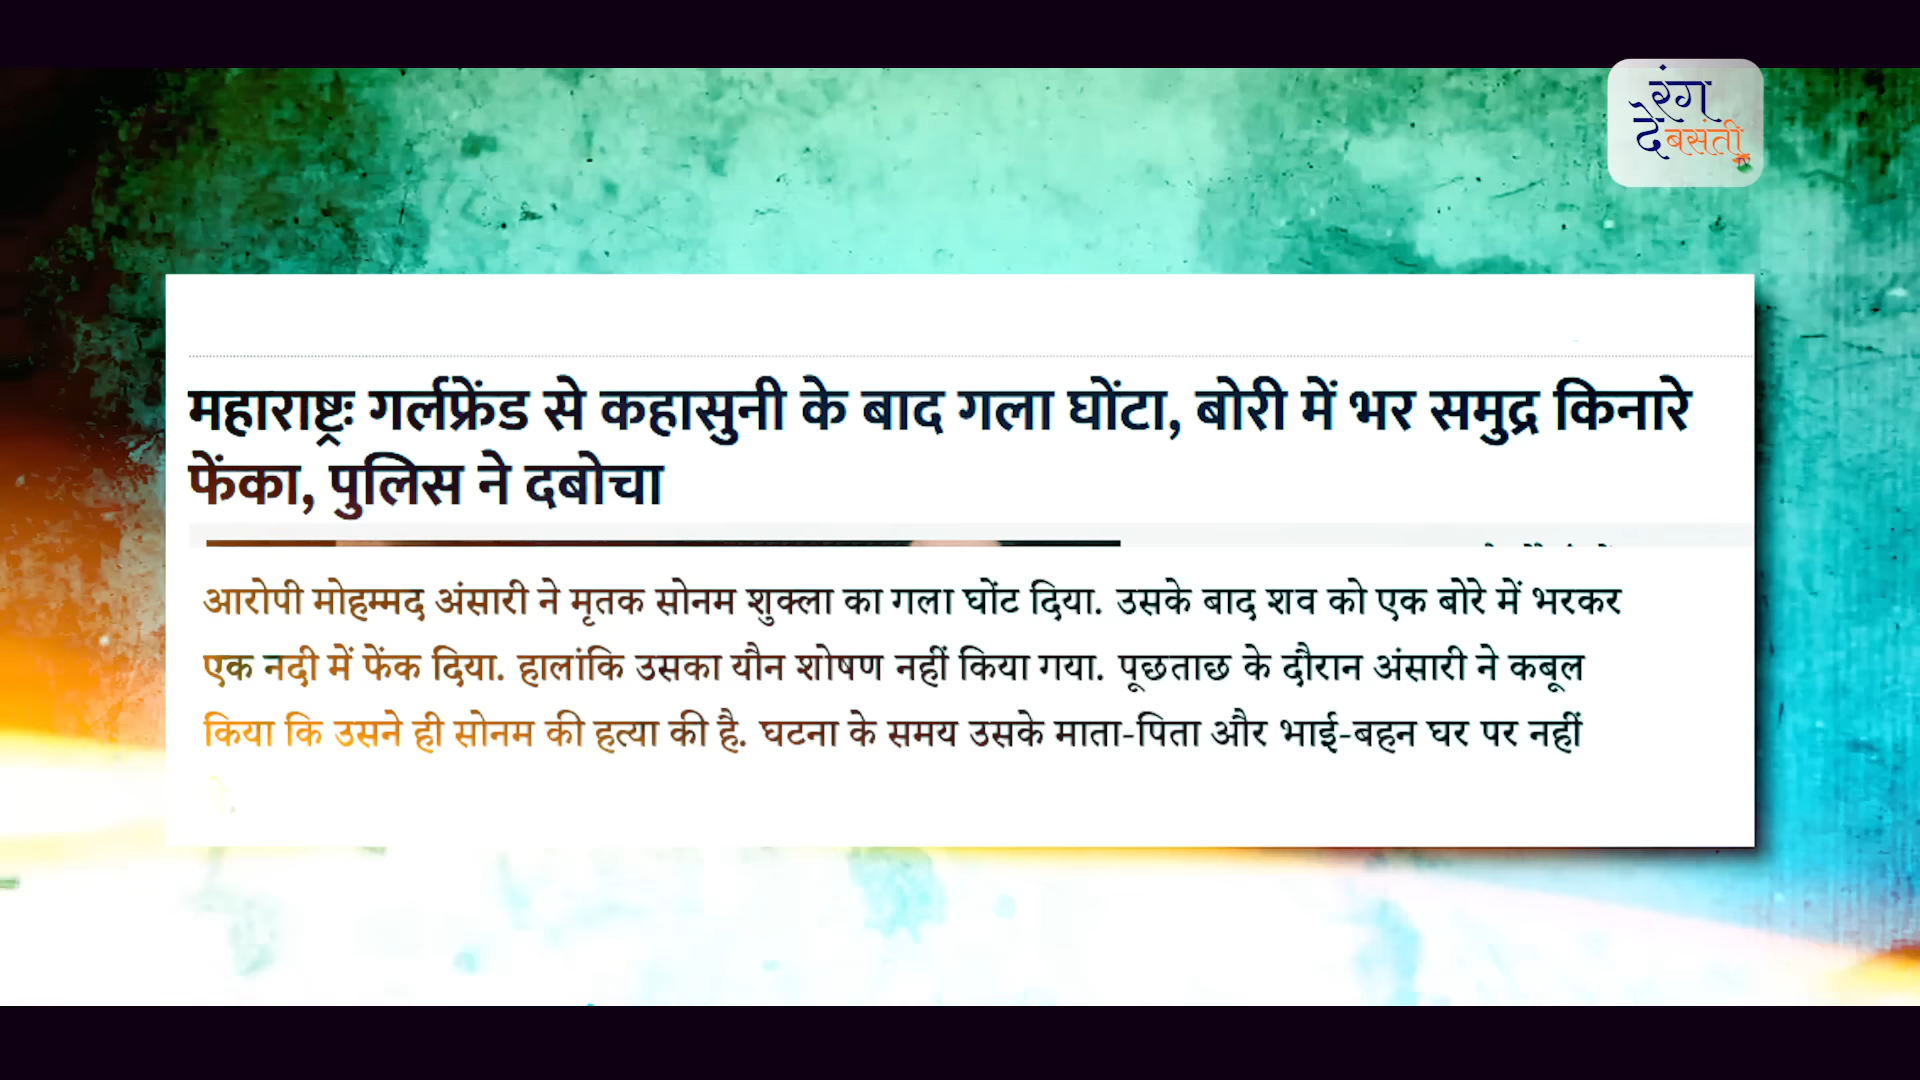 रंग
दे बसंती
महाराष्ट्रः गर्लफ्रेंड से कहासुनी के बाद गला घोंटा, बोरी में भर समुद्र किनारे
फेंका, पुलिस ने दबोचा
आरोपी मोहम्मद अंसारी ने मृतक सोनम शुक्ला का गला घोंट दिया. उसके बाद शव को एक बोरे में भरकर
एक नदी में फेंक दिया. हालांकि उसका यौन शोषण नहीं किया गया. पूछताछ के दौरान अंसारी ने कबूल
किया कि उसने ही सोनम की हत्या की है. घटना के समय उसके माता-पिता और भाई-बहन घर पर नहीं